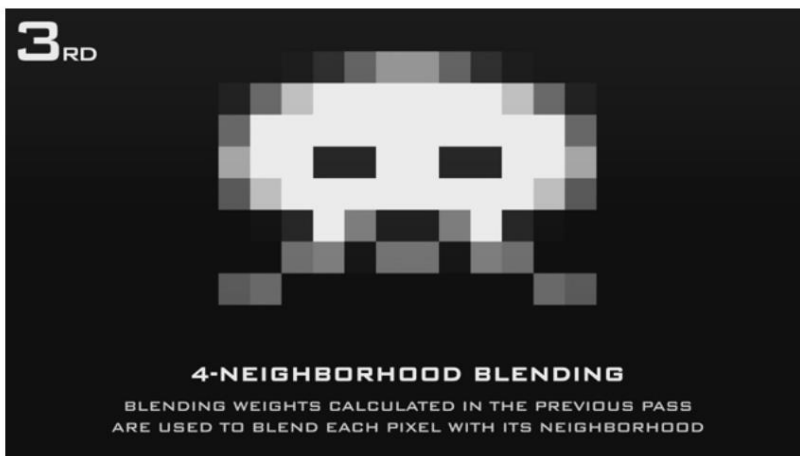 3RD
4-NEIGHBORHOOD BLENDING
BLENDING WEIGHTS CALCULATED IN THE PREVIOUS PASS
ARE USED TO BLEND EACH PIXEL WITH ITS NEIGHBORHOOD